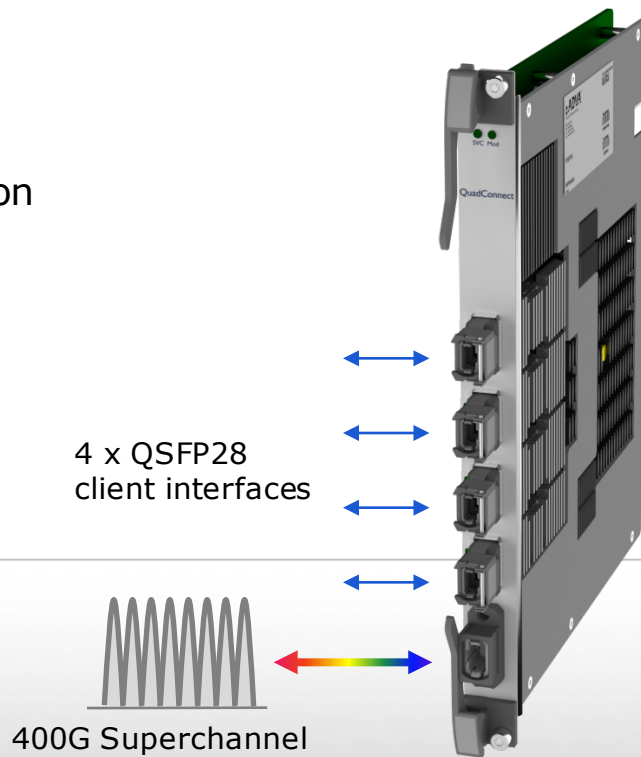 on
ADVA
SVC Mod
QuadConnect
4 x QSFP28
client interfaces
400G Superchannel